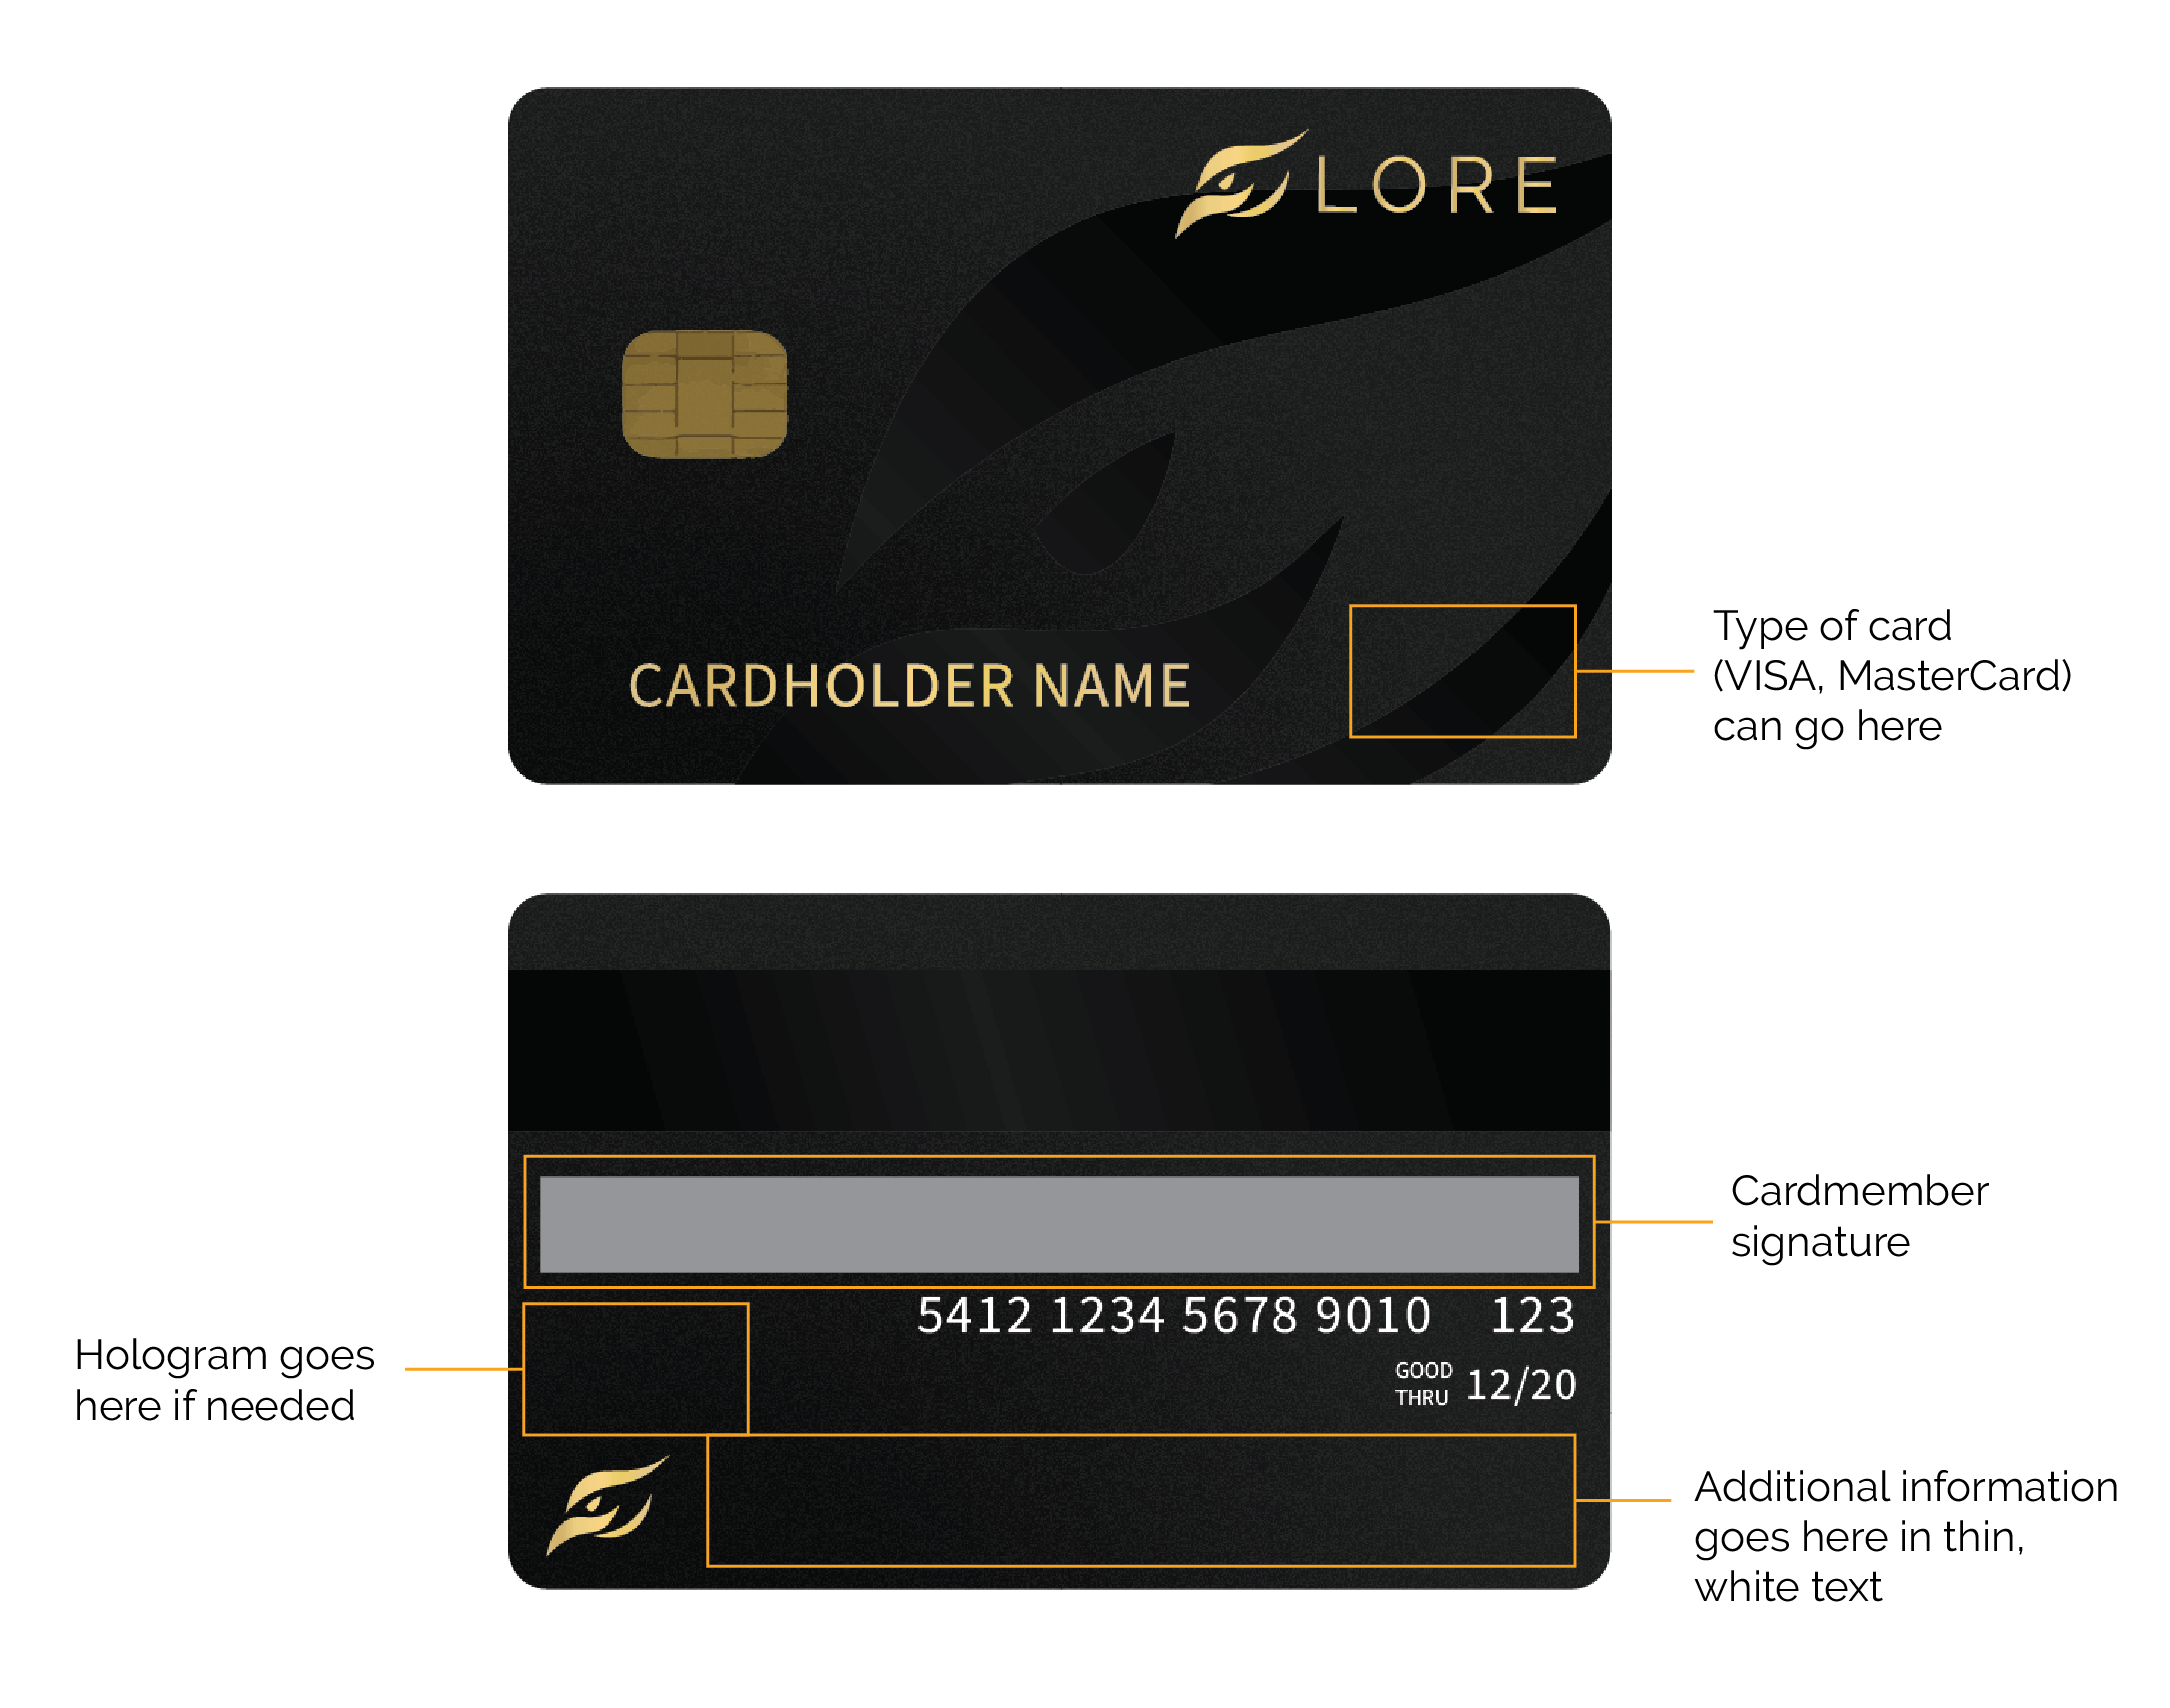 LORE
CARDHOLDER NAME
Type of card
(VISA, MasterCard)
can go here
Cardmember
signature
5412 1234 5678 9010 123
GOOD
THRU 12/20
Hologram goes
here if needed
Additional information
goes here in thin,
white text